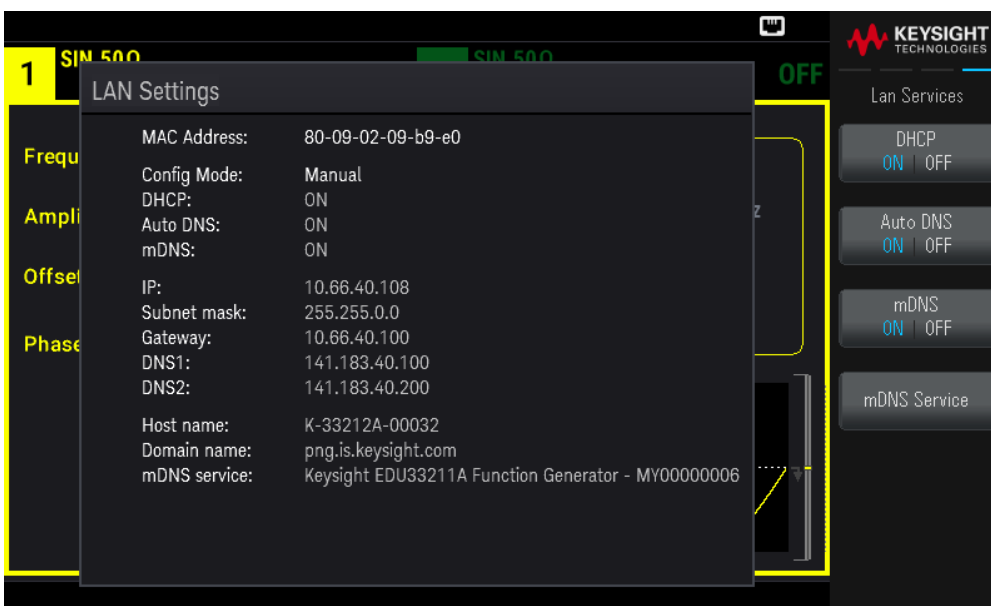 KEYSIGHT
TECHNOLOGIES
1
SIN 50Ω
SIN 50Ω
OFF
LAN Settings
MAC Address: 80-09-02-09-b9-e0
Config Mode: Manual
DHCP: ON
Auto DNS: ON
mDNS: ON
IP: 10.66.40.108
Subnet mask: 255.255.0.0
Gateway: 10.66.40.100
DNS1: 141.183.40.100
DNS2: 141.183.40.200
Host name: K-33212A-00032
Domain name: png.is.keysight.com
mDNS service: Keysight EDU33211A Function Generator - MY00000006
Frequ
Ampli
Offset
Phase
z
Lan Services
DHCP
ON | OFF
Auto DNS
ON | OFF
mDNS
ON | OFF
mDNS Service